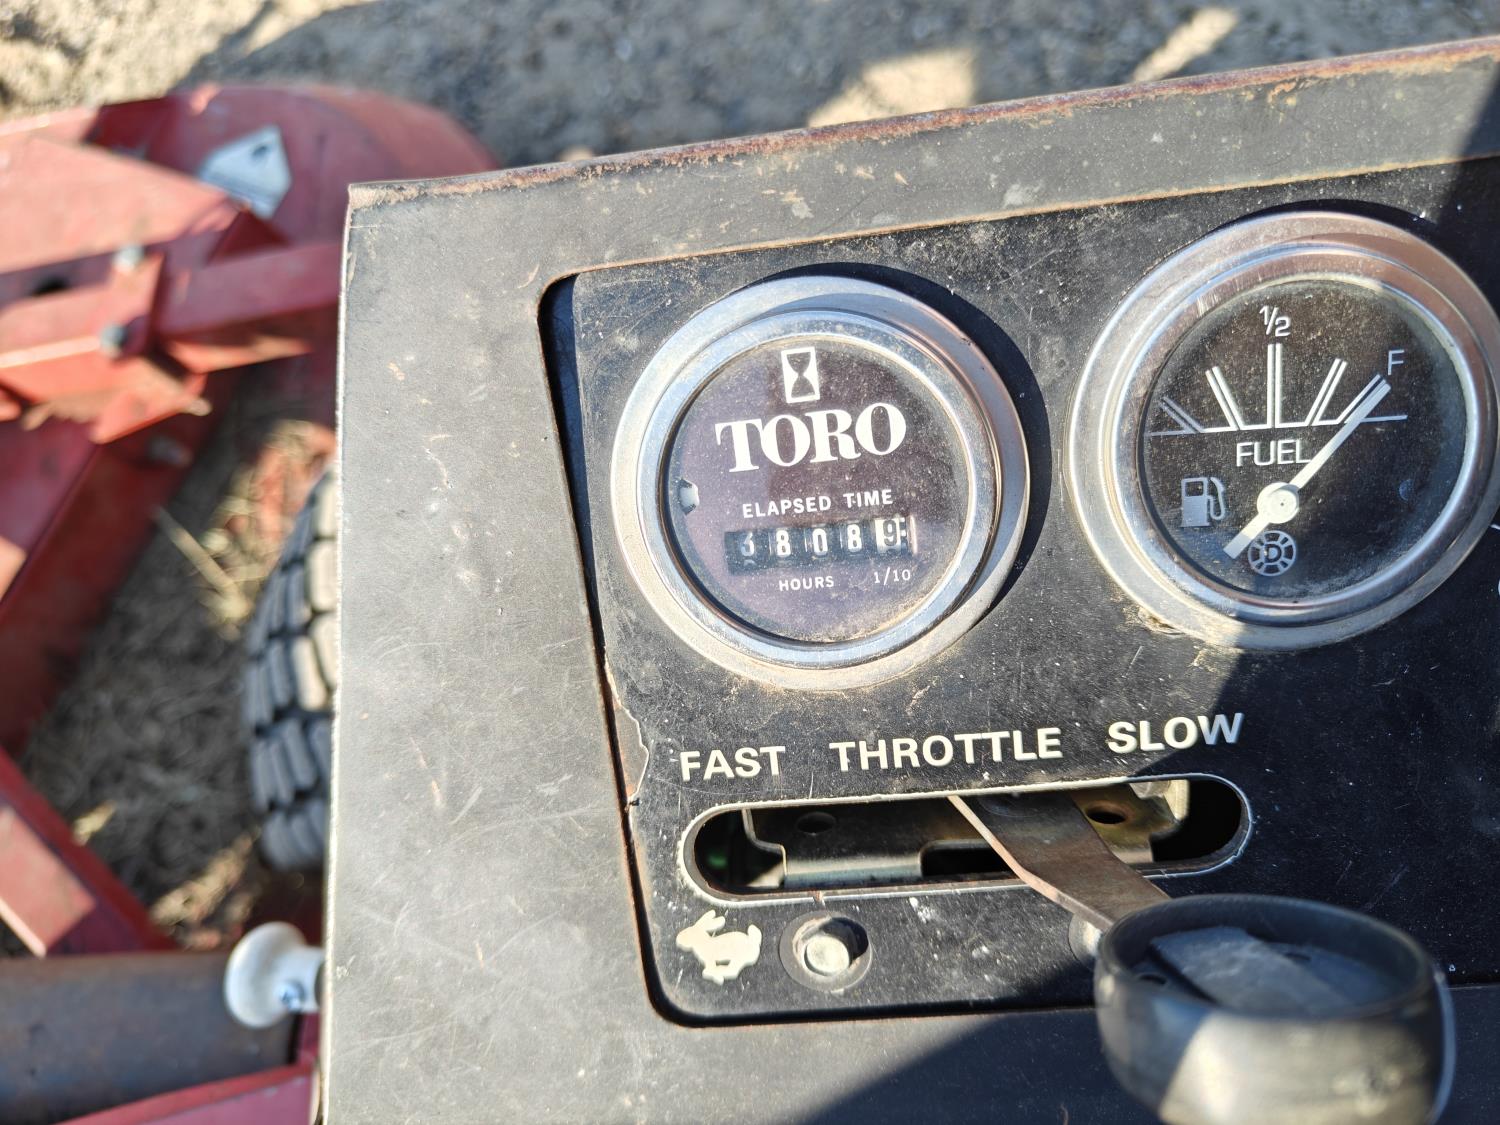 TORO
ELAPSED TIME
38089
HOURS 1/10
1/2
F
FUEL
FAST THROTTLE SLOW